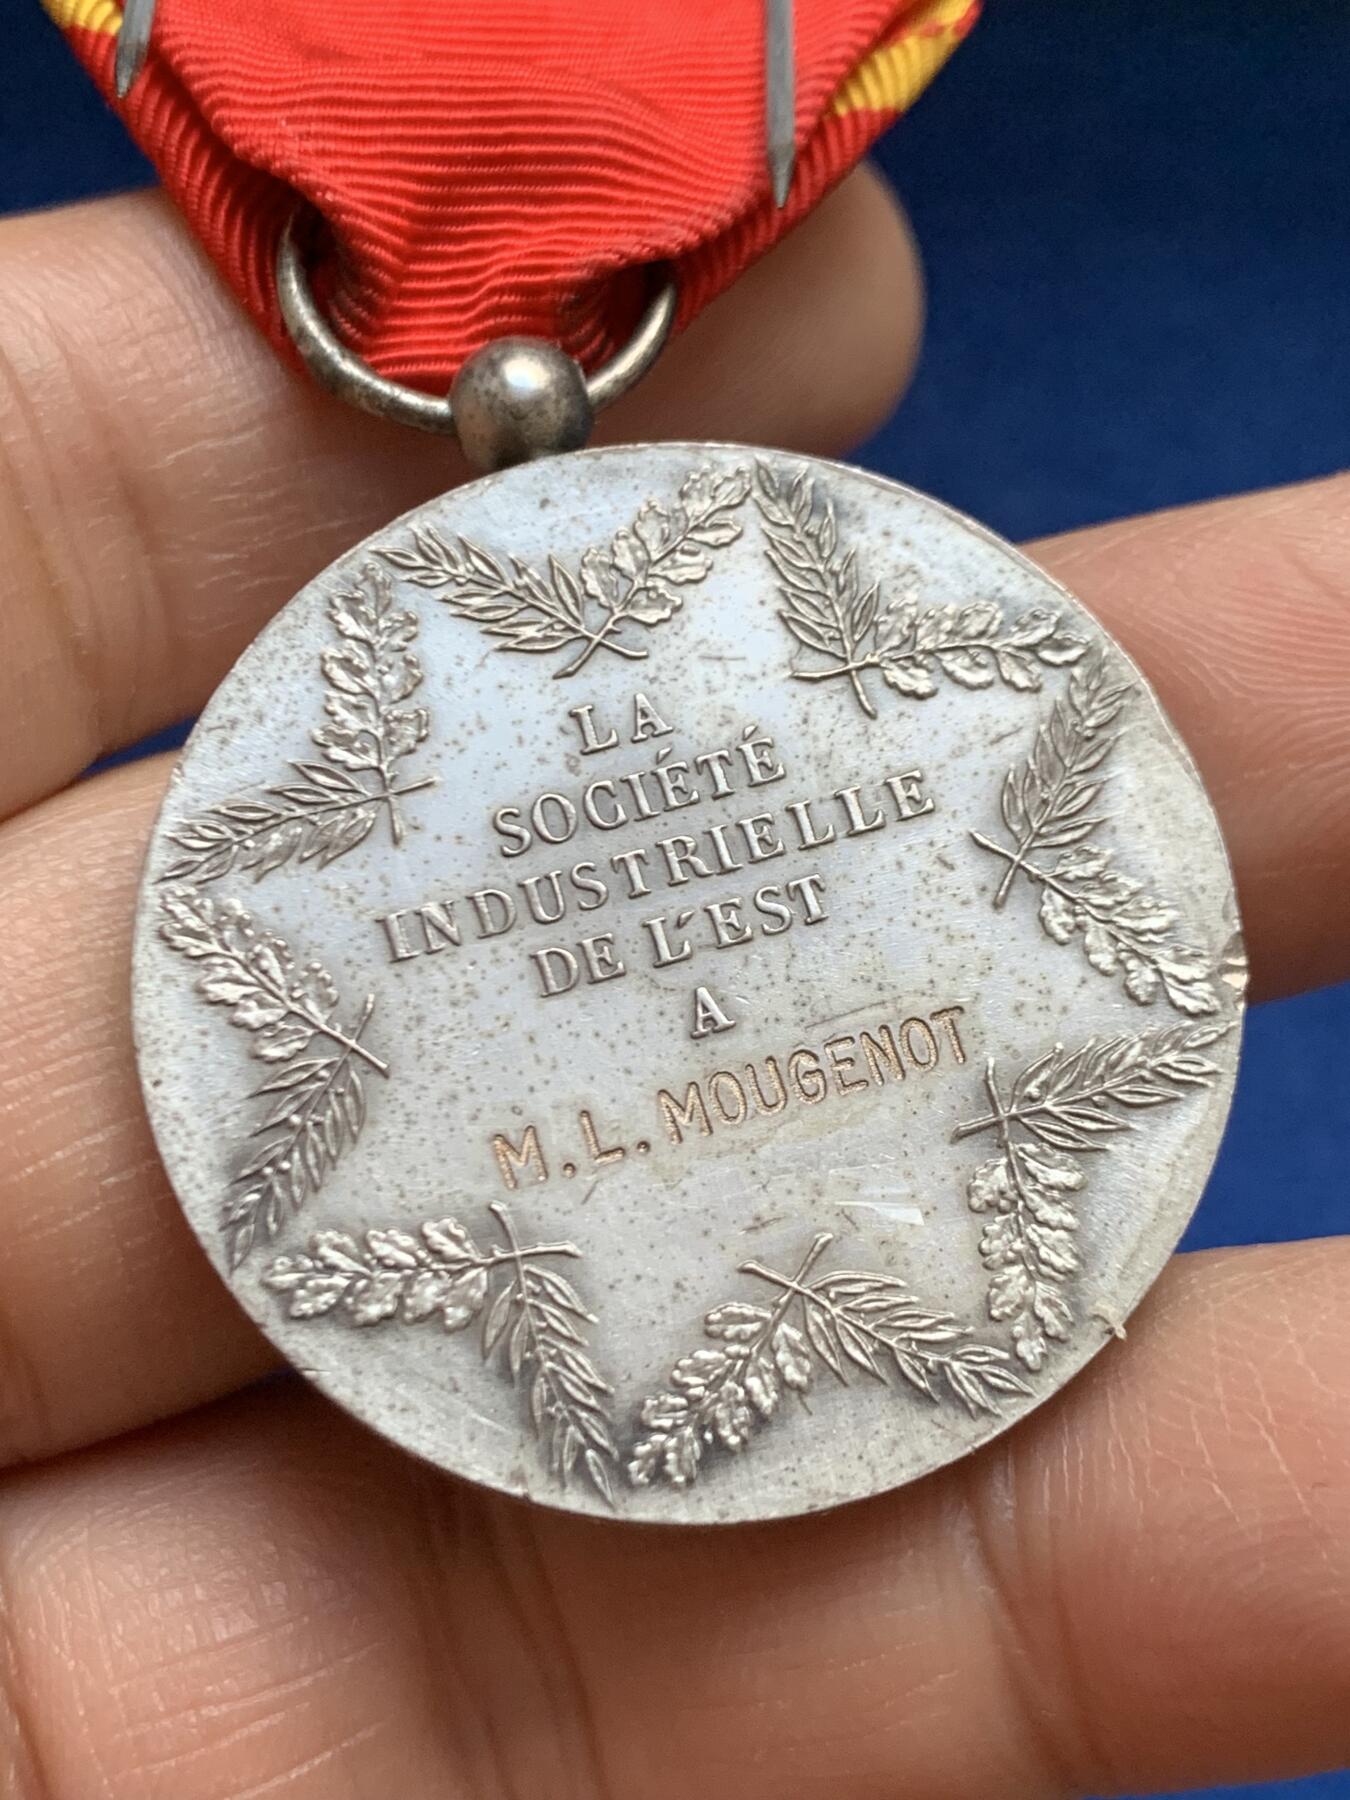 LA
SOCIÉTÉ
INDUSTRIELLE
DE L'EST
A
M.L.MOUGENOT